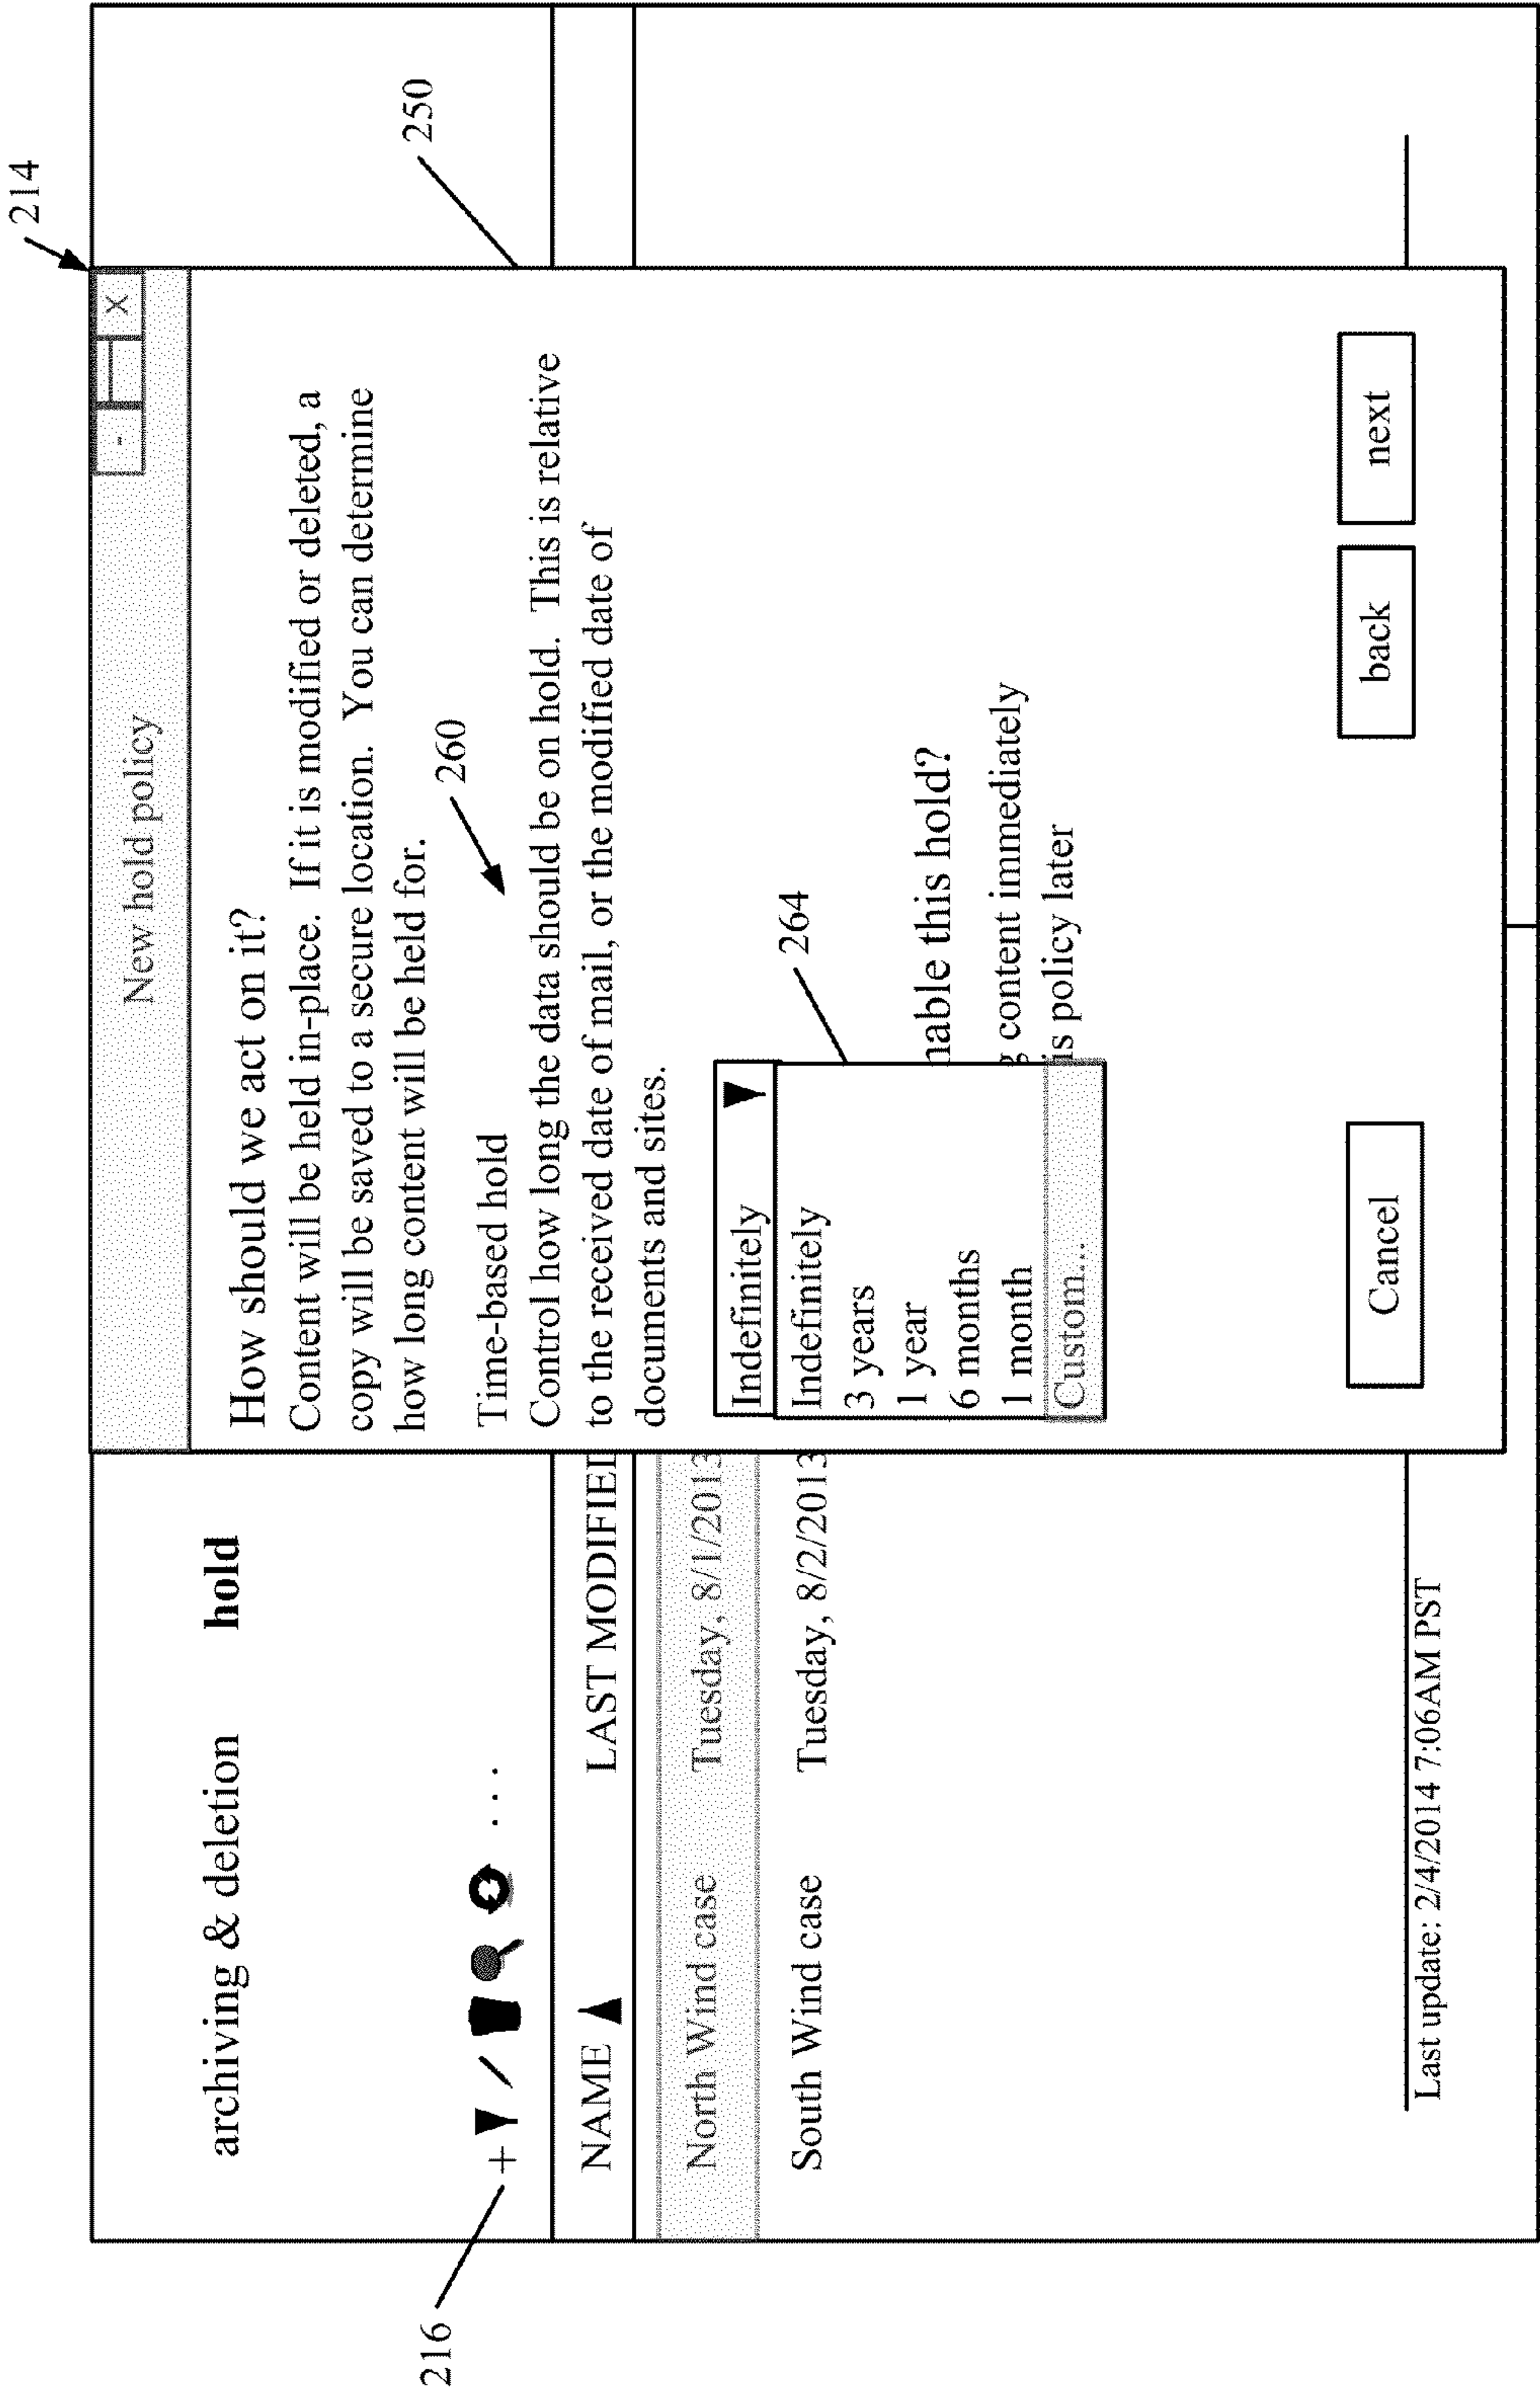 214
archiving & deletion hold
216
+ ...
NAME LAST MODIFIED
North Wind case Tuesday, 8/1/2013
South Wind case Tuesday, 8/2/2013
Last update: 2/4/2014 7:06AM PST
New hold policy
- X
250
How should we act on it?
Content will be held in-place. If it is modified or deleted, a
copy will be saved to a secure location. You can determine
how long content will be held for.
260
Time-based hold
Control how long the data should be on hold. This is relative
to the received date of mail, or the modified date of
documents and sites.
Indefinitely
264
Indefinitely
3 years
1 year
6 months
1 month
Custom...
nable this hold?
content immediately
is policy later
Cancel
back
next